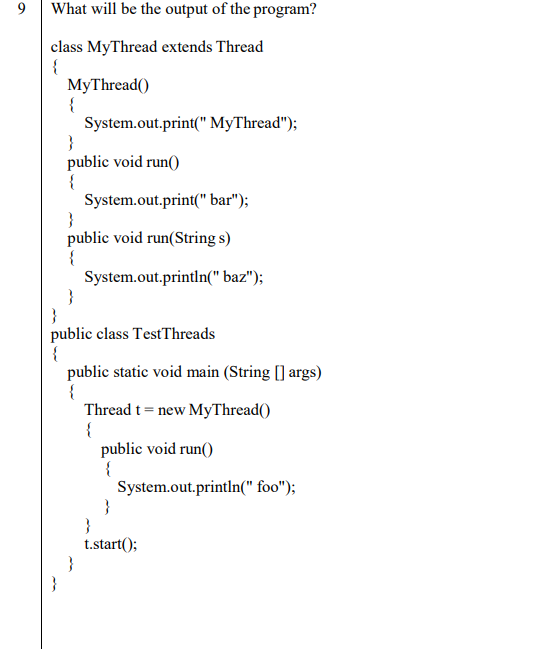 9 What will be the output of the program?
class MyThread extends Thread
{
MyThread()
{
System.out.print(" MyThread");
}
public void run()
{
System.out.print(" bar");
}
public void run(String s)
{
System.out.println(" baz");
}
}
public class TestThreads
{
public static void main (String [] args)
{
Thread t = new MyThread()
{
public void run()
{
System.out.println(" foo");
}
}
t.start();
}
}